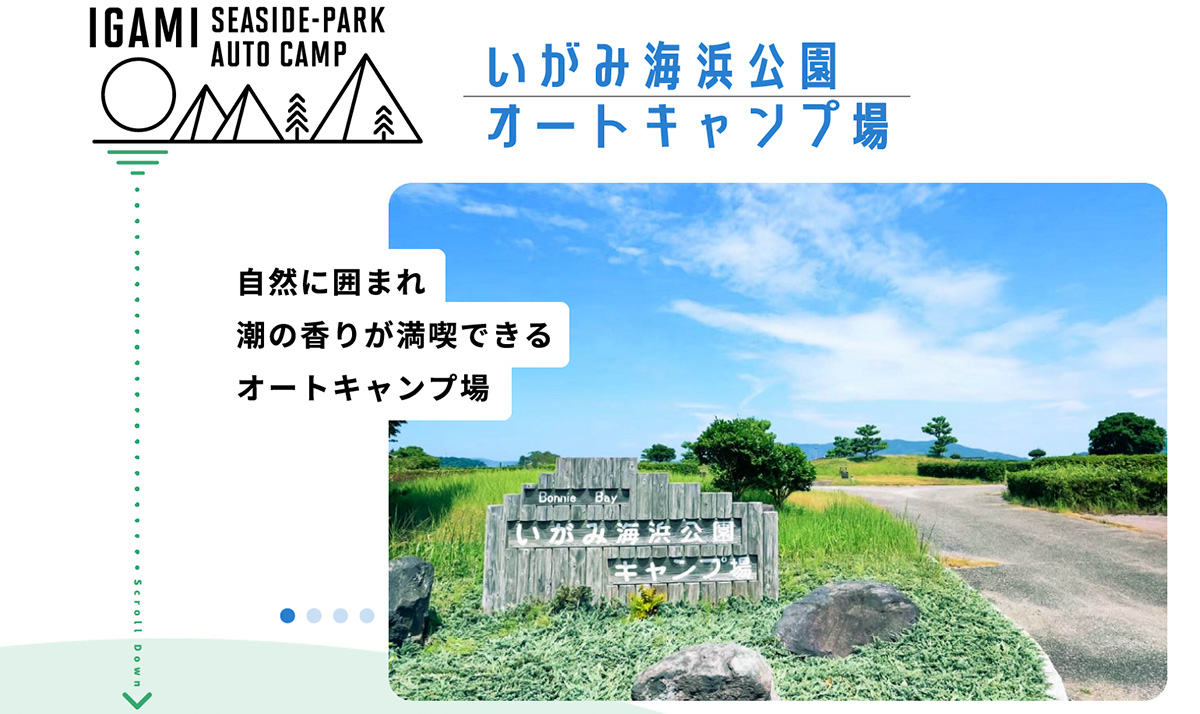 IGAMI
SEASIDE-PARK
AUTO CAMP
いがみ海浜公園
オートキャンプ場
自然に囲まれ
潮の香りが満喫できる
オートキャンプ場
Bonnie Bay
いがみ海浜公園
キャンプ場
Scroll Down